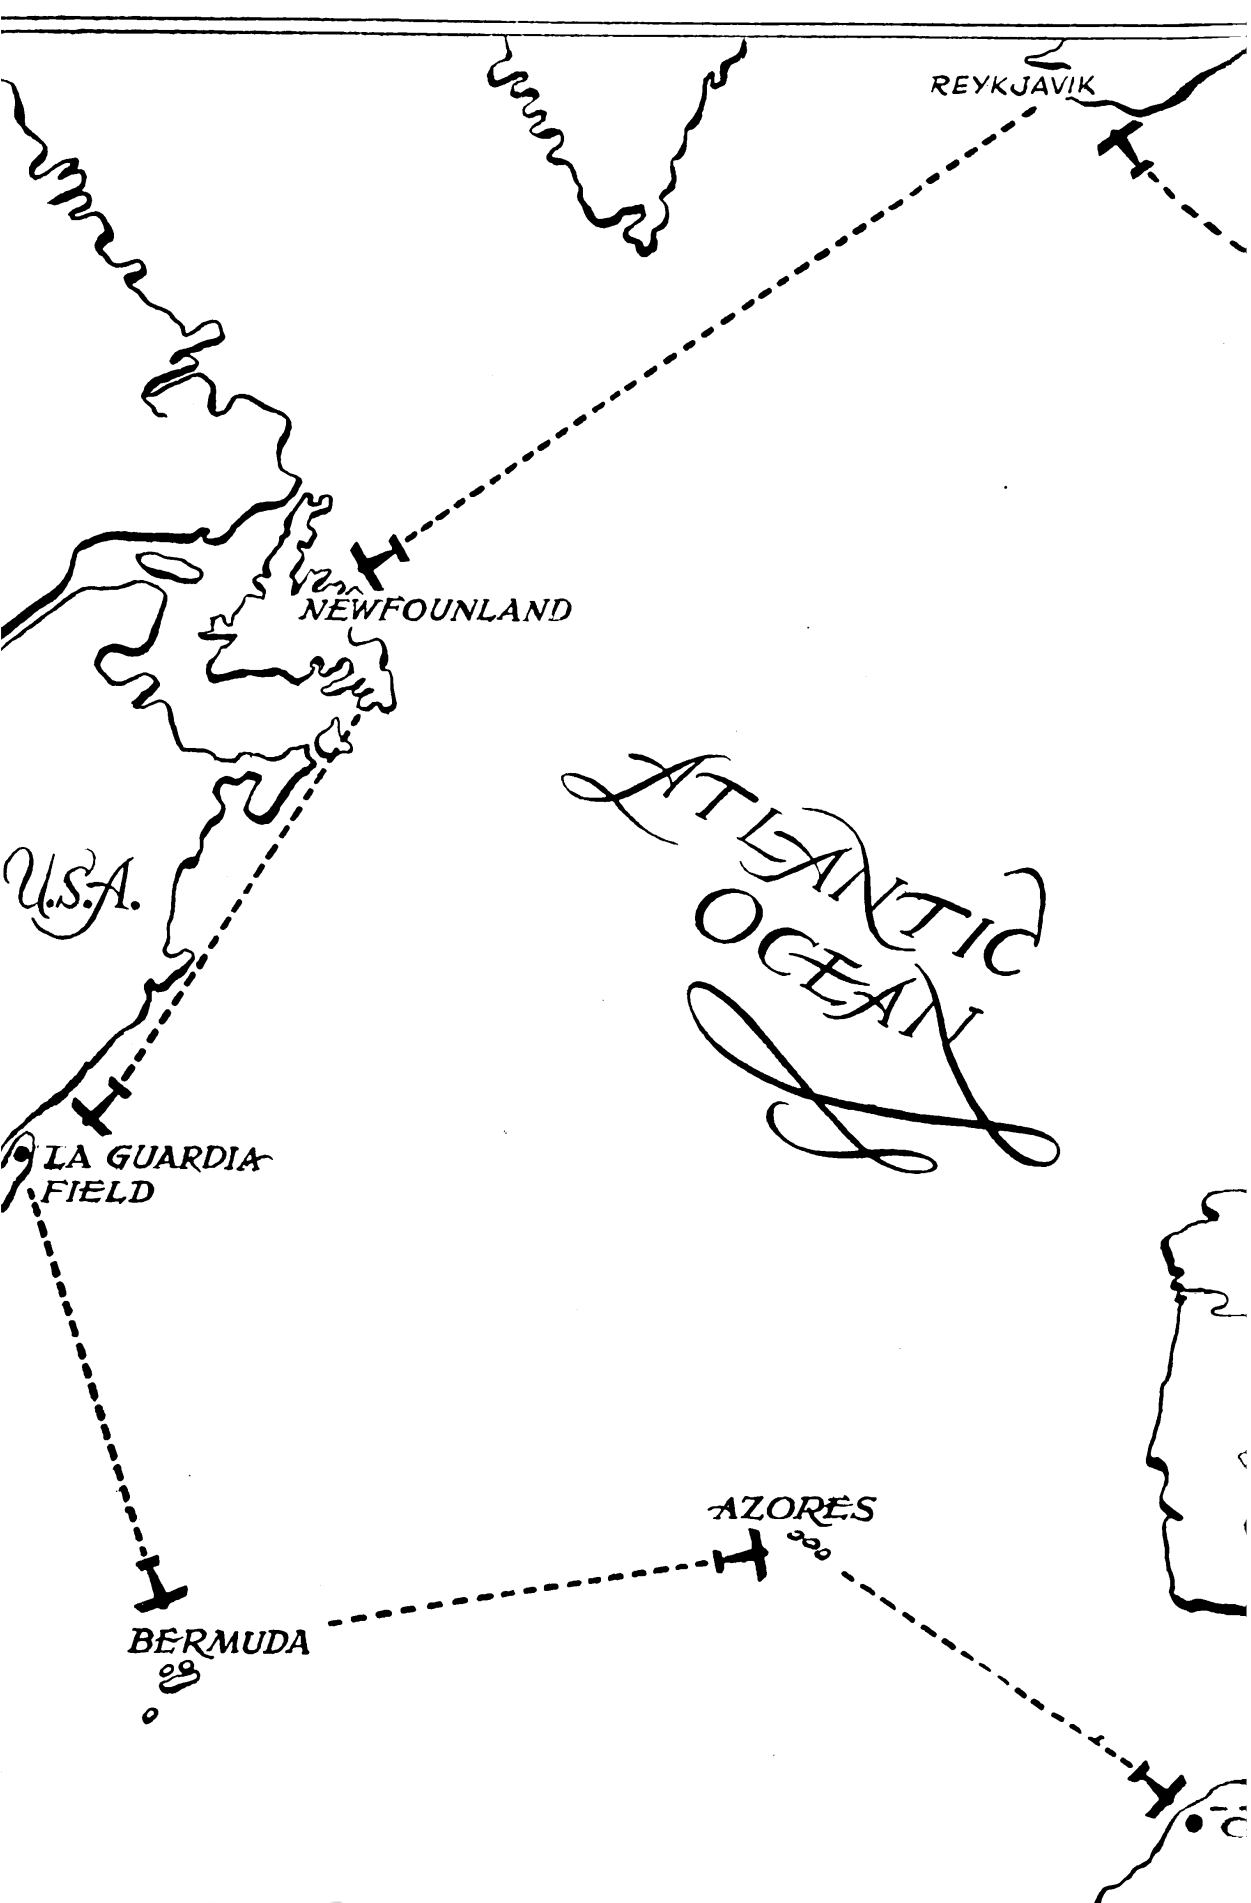 REYKJAVIK
NEWFOUNLAND
ATLANTIC
OCEAN
U.S.A.
LA GUARDIA
FIELD
AZORES
BERMUDA
C